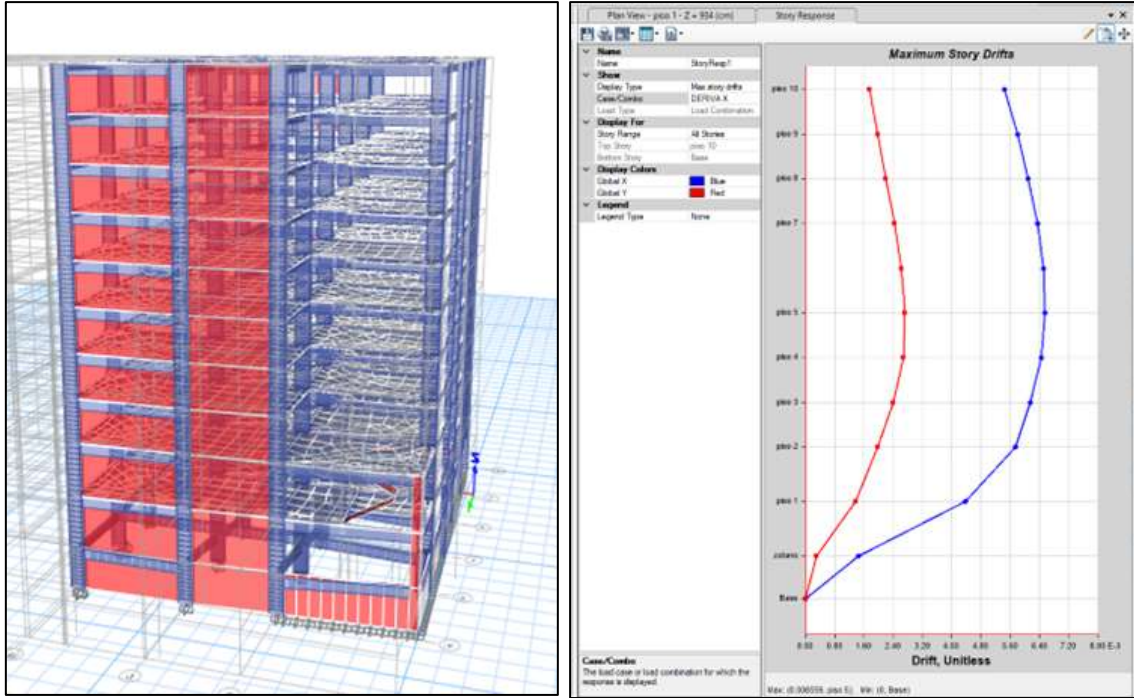 Plan View - piso 1 - Z = 934 (cm)
Story Response
Name
Name StoryResp1
Show
Display Type Max story drifts
Case/Combo DERIVA X
Load Type Load Combination
Display For
Story Range All Stories
Top Story piso 10
Bottom Story Base
Display Colors
Global X Blue
Global Y Red
Legend
Legend Type None
Case/Combo
The load case or load combination for which the
response is displayed.
Maximum Story Drifts
piso 10
piso 9
piso 8
piso 7
piso 5
piso 4
piso 3
piso 2
piso 1
Base
0.00 0.80 1.60 2.40 3.20 4.00 4.80 5.60 6.40 7.20 8.00 E-3
Drift, Unitless
Max: (0.006556, piso 5); Min: (0, Base)